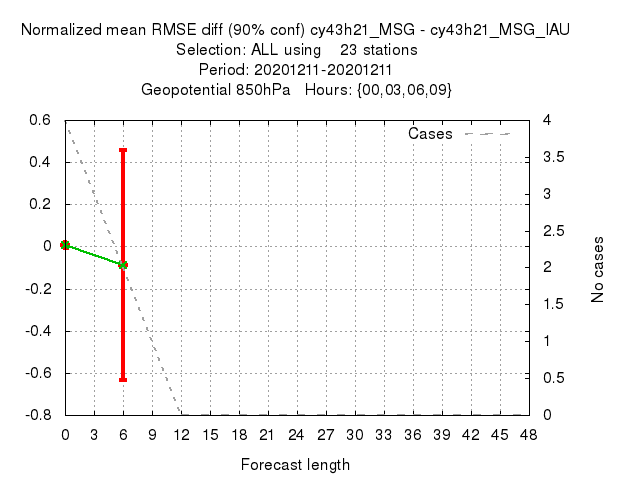 Normalized mean RMSE diff (90% conf) cy43h21_MSG - cy43h21_MSG_IAU
Selection: ALL using 23 stations
Period: 20201211-20201211
Geopotential 850hPa Hours: {00,03,06,09}
Cases
0.6
0.4
0.2
0
-0.2
-0.4
-0.6
-0.8
4
3.5
3
2.5
2
1.5
1
0.5
0
No cases
0 3 6 9 12 15 18 21 24 27 30 33 36 39 42 45 48
Forecast length